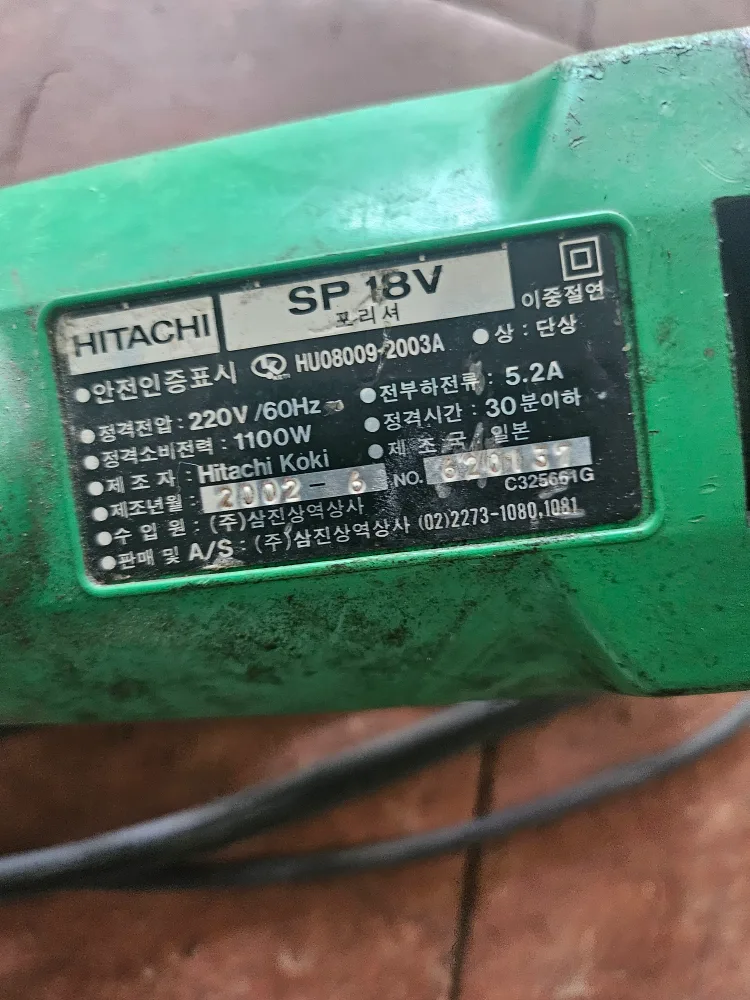 HITACHI SP 18V
포리셔
이중절연
●안전인증표시 HU08009-2003A ●상 : 단상
●정격전압 : 220V/60Hz ●전부하전류 : 5.2A
●정격소비전력 : 1100W ●정격시간 : 30분이하
●제 조 자 : Hitachi Koki ●제 조 국 : 일본
●제조년월 : 2002-6 NO.
C325661G
●수 입 원 : (주)삼진상역상사
●판매 및 A/S : (주)삼진상역상사 (02)2273-1080,1081